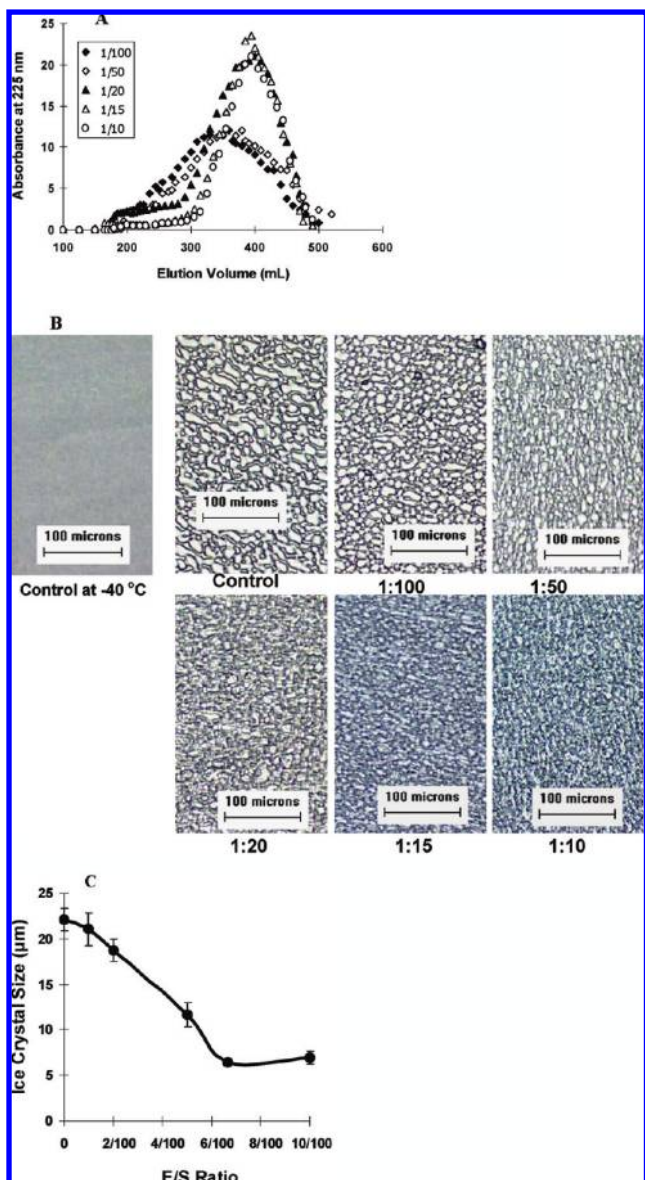 A
25
20
15
10
5
0
Absorbance at 225 nm
1/100
1/50
1/20
1/15
1/10
100 200 300 400 500 600
Elution Volume (mL)
B
100 microns
100 microns
100 microns
100 microns
Control at -40 °C
Control
1:100
1:50
100 microns
100 microns
100 microns
1:20
1:15
1:10
C
25
20
15
10
5
0
Ice Crystal Size (µm)
0 2/100 4/100 6/100 8/100 10/100
E/S Ratio